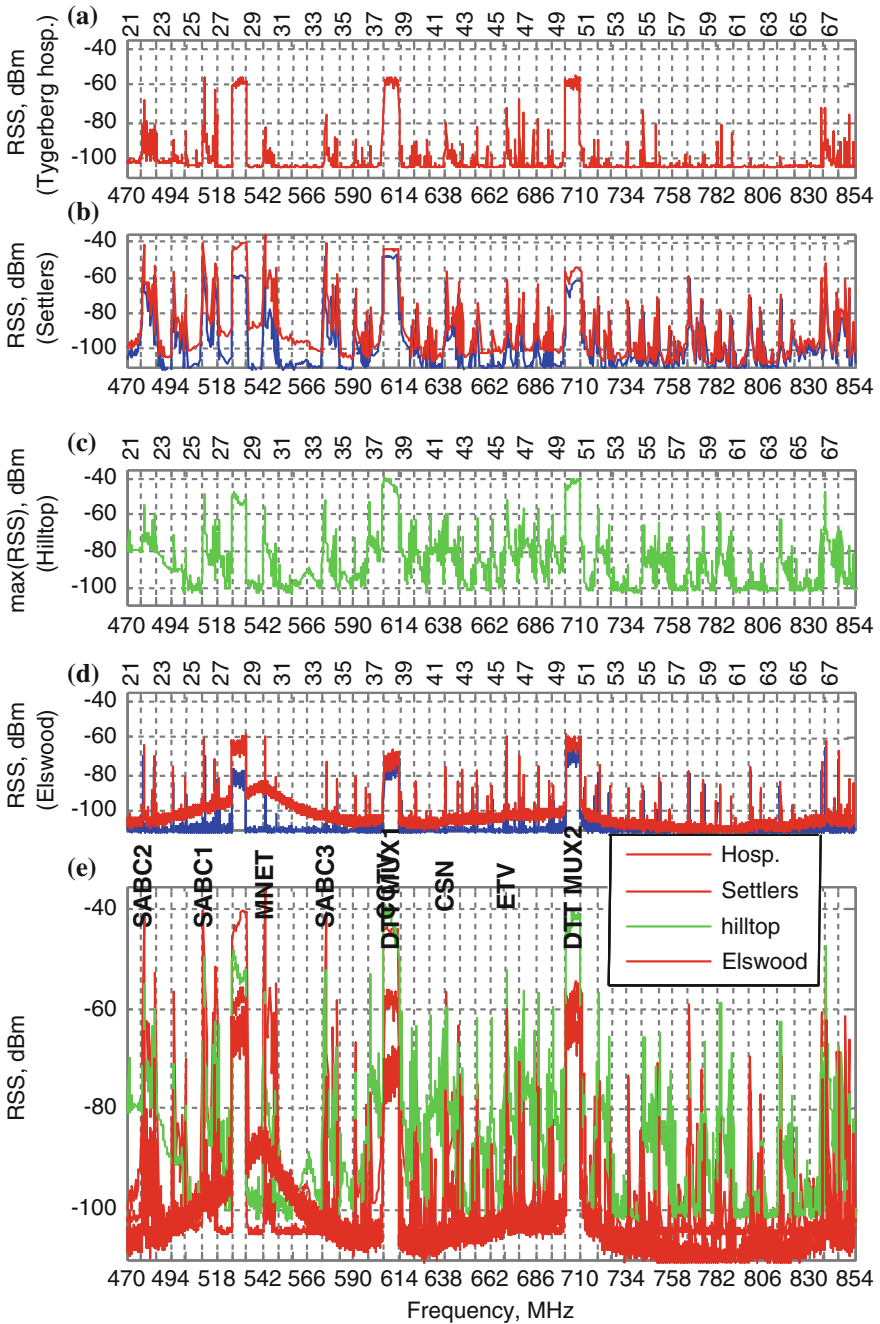 (a)
21 23 25 27 29 31 33 35 37 39 41 43 45 47 49 51 53 55 57 59 61 63 65 67
-40
-60
-80
-100
RSS, dBm
(Tygerberg hosp.)
470 494 518 542 566 590 614 638 662 686 710 734 758 782 806 830 854
(b)
-40
-60
-80
-100
RSS, dBm
(Settlers)
470 494 518 542 566 590 614 638 662 686 710 734 758 782 806 830 854
(c)
21 23 25 27 29 31 33 35 37 39 41 43 45 47 49 51 53 55 57 59 61 63 65 67
-40
-60
-80
-100
max(RSS), dBm
(Hilltop)
470 494 518 542 566 590 614 638 662 686 710 734 758 782 806 830 854
(d)
21 23 25 27 29 31 33 35 37 39 41 43 45 47 49 51 53 55 57 59 61 63 65 67
-40
-60
-80
-100
RSS, dBm
(Elswood)
470 494 518 542 566 590 614 638 662 686 710 734 758 782 806 830 854
(e)
SABC2
SABC1
MNET
SABC3
DTT MUX1
CCTV
CSN
ETV
DTT MUX2
Hosp.
Settlers
hilltop
Elswood
-40
-60
-80
-100
RSS, dBm
470 494 518 542 566 590 614 638 662 686 710 734 758 782 806 830 854
Frequency, MHz